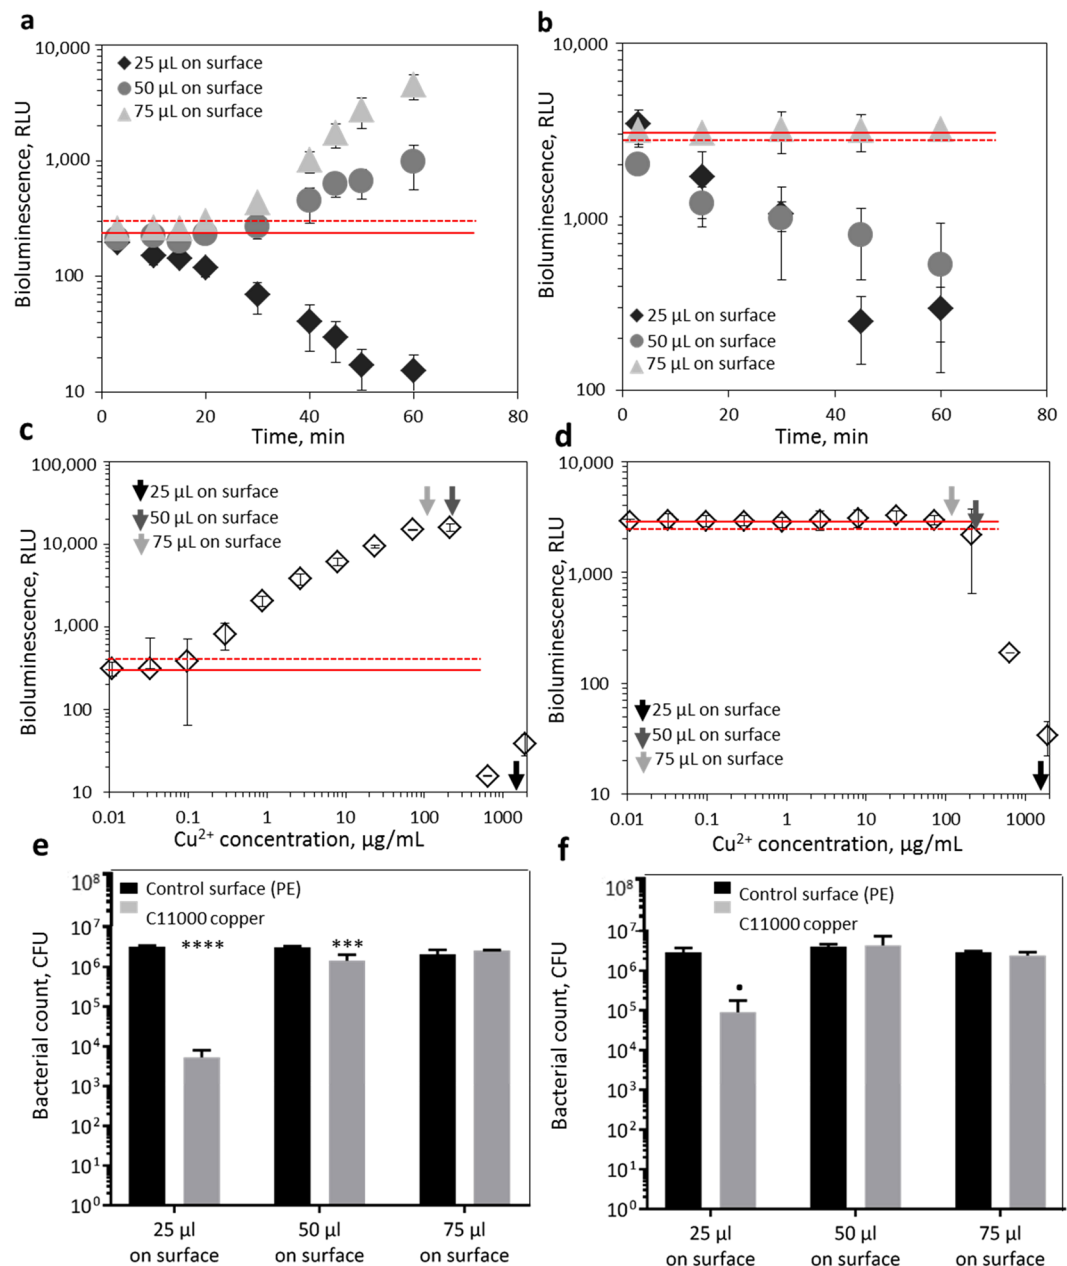 a
10,000
1,000
100
10
Bioluminescence, RLU
25 µL on surface
50 µL on surface
75 µL on surface
0 20 40 60 80
Time, min
b
10,000
1,000
100
Bioluminescence, RLU
25 µL on surface
50 µL on surface
75 µL on surface
0 20 40 60 80
Time, min
c
100,000
10,000
1,000
100
10
Bioluminescence, RLU
25 µL on surface
50 µL on surface
75 µL on surface
0.01 0.1 1 10 100 1000
Cu²⁺ concentration, µg/mL
d
10,000
1,000
100
10
Bioluminescence, RLU
25 µL on surface
50 µL on surface
75 µL on surface
0.01 0.1 1 10 100 1000
Cu²⁺ concentration, µg/mL
e
10⁸
10⁷
10⁶
10⁵
10⁴
10³
10²
10¹
10⁰
Bacterial count, CFU
Control surface (PE)
C11000 copper
**** ***
25 µl 50 µl 75 µl
on surface on surface on surface
f
10⁸
10⁷
10⁶
10⁵
10⁴
10³
10²
10¹
10⁰
Bacterial count, CFU
Control surface (PE)
C11000 copper
•
25 µl 50 µl 75 µl
on surface on surface on surface